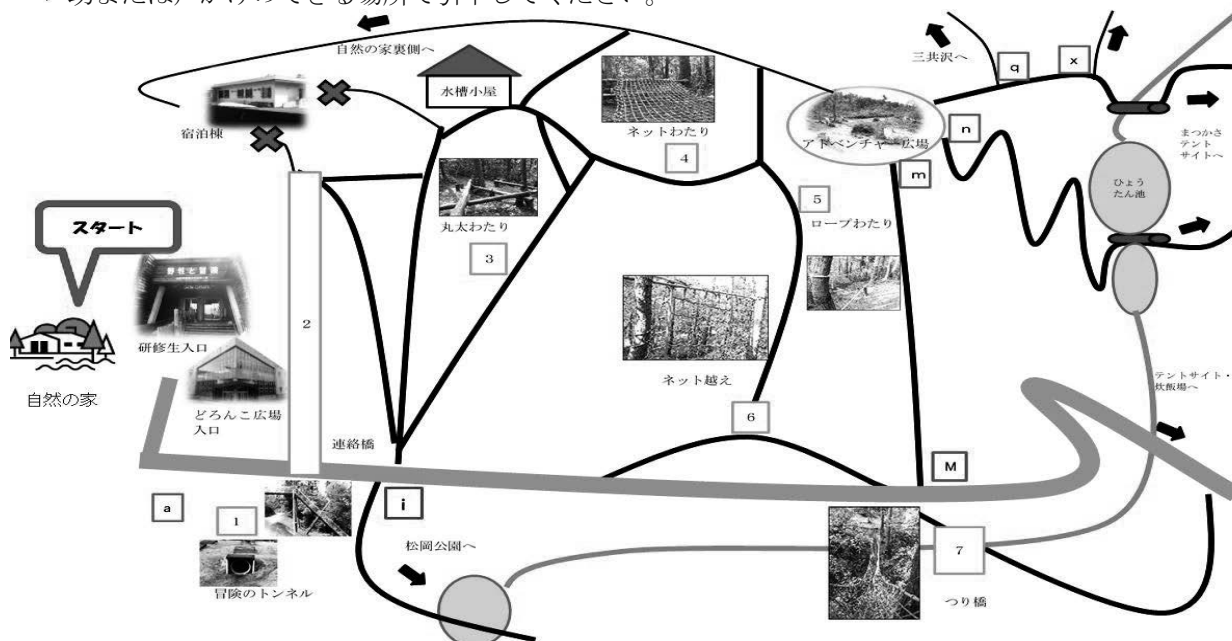 自然の家裏側へ
三共沢へ
q
x
水槽小屋
宿泊棟
ネットわたり
4
アドベンチャー広場
n
m
まつかさ
テント
サイトへ
ひょう
たん池
スタート
丸太わたり
3
5
ロープわたり
野性と冒険
研修生入口
2
自然の家
どろんこ広場
入口
ネット越え
テントサイト・
炊飯場へ
6
連絡橋
M
a
1
i
松岡公園へ
7
冒険のトンネル
つり橋